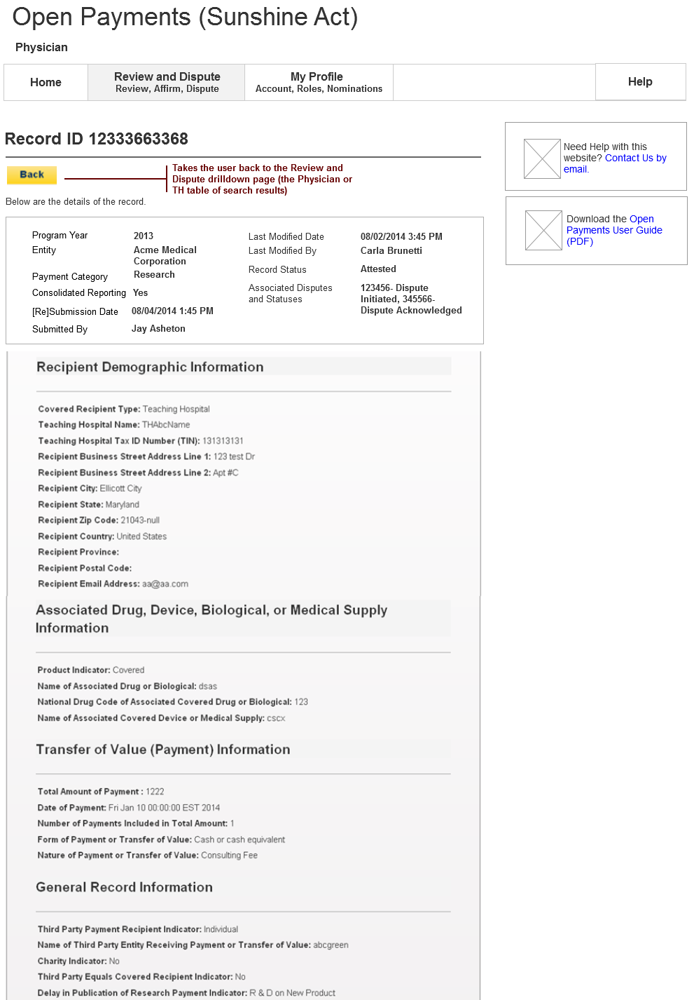 Open Payments (Sunshine Act)
Physician
Home
Review and Dispute
Review, Affirm, Dispute
My Profile
Account, Roles, Nominations
Help
Record ID 12333663368
Back
Takes the user back to the Review and
Dispute drilldown page (the Physician or
TH table of search results)
Below are the details of the record.
Need Help with this
website? Contact Us by
email.
Download the Open
Payments User Guide
(PDF)
Program Year 2013
Entity Acme Medical
Corporation
Payment Category Research
Consolidated Reporting Yes
[Re]Submission Date 08/04/2014 1:45 PM
Submitted By Jay Asheton
Last Modified Date 08/02/2014 3:45 PM
Last Modified By Carla Brunetti
Record Status Attested
Associated Disputes 123456- Dispute
and Statuses Initiated, 345566-
Dispute Acknowledged
Recipient Demographic Information
Covered Recipient Type: Teaching Hospital
Teaching Hospital Name: THAbcName
Teaching Hospital Tax ID Number (TIN): 131313131
Recipient Business Street Address Line 1: 123 test Dr
Recipient Business Street Address Line 2: Apt #C
Recipient City: Ellicott City
Recipient State: Maryland
Recipient Zip Code: 21043-null
Recipient Country: United States
Recipient Province:
Recipient Postal Code:
Recipient Email Address: aa@aa.com
Associated Drug, Device, Biological, or Medical Supply
Information
Product Indicator: Covered
Name of Associated Drug or Biological: dsas
National Drug Code of Associated Covered Drug or Biological: 123
Name of Associated Covered Device or Medical Supply: cscx
Transfer of Value (Payment) Information
Total Amount of Payment : 1222
Date of Payment: Fri Jan 10 00:00:00 EST 2014
Number of Payments Included in Total Amount: 1
Form of Payment or Transfer of Value: Cash or cash equivalent
Nature of Payment or Transfer of Value: Consulting Fee
General Record Information
Third Party Payment Recipient Indicator: Individual
Name of Third Party Entity Receiving Payment or Transfer of Value: abcgreen
Charity Indicator: No
Third Party Equals Covered Recipient Indicator: No
Delay in Publication of Research Payment Indicator: R & D on New Product